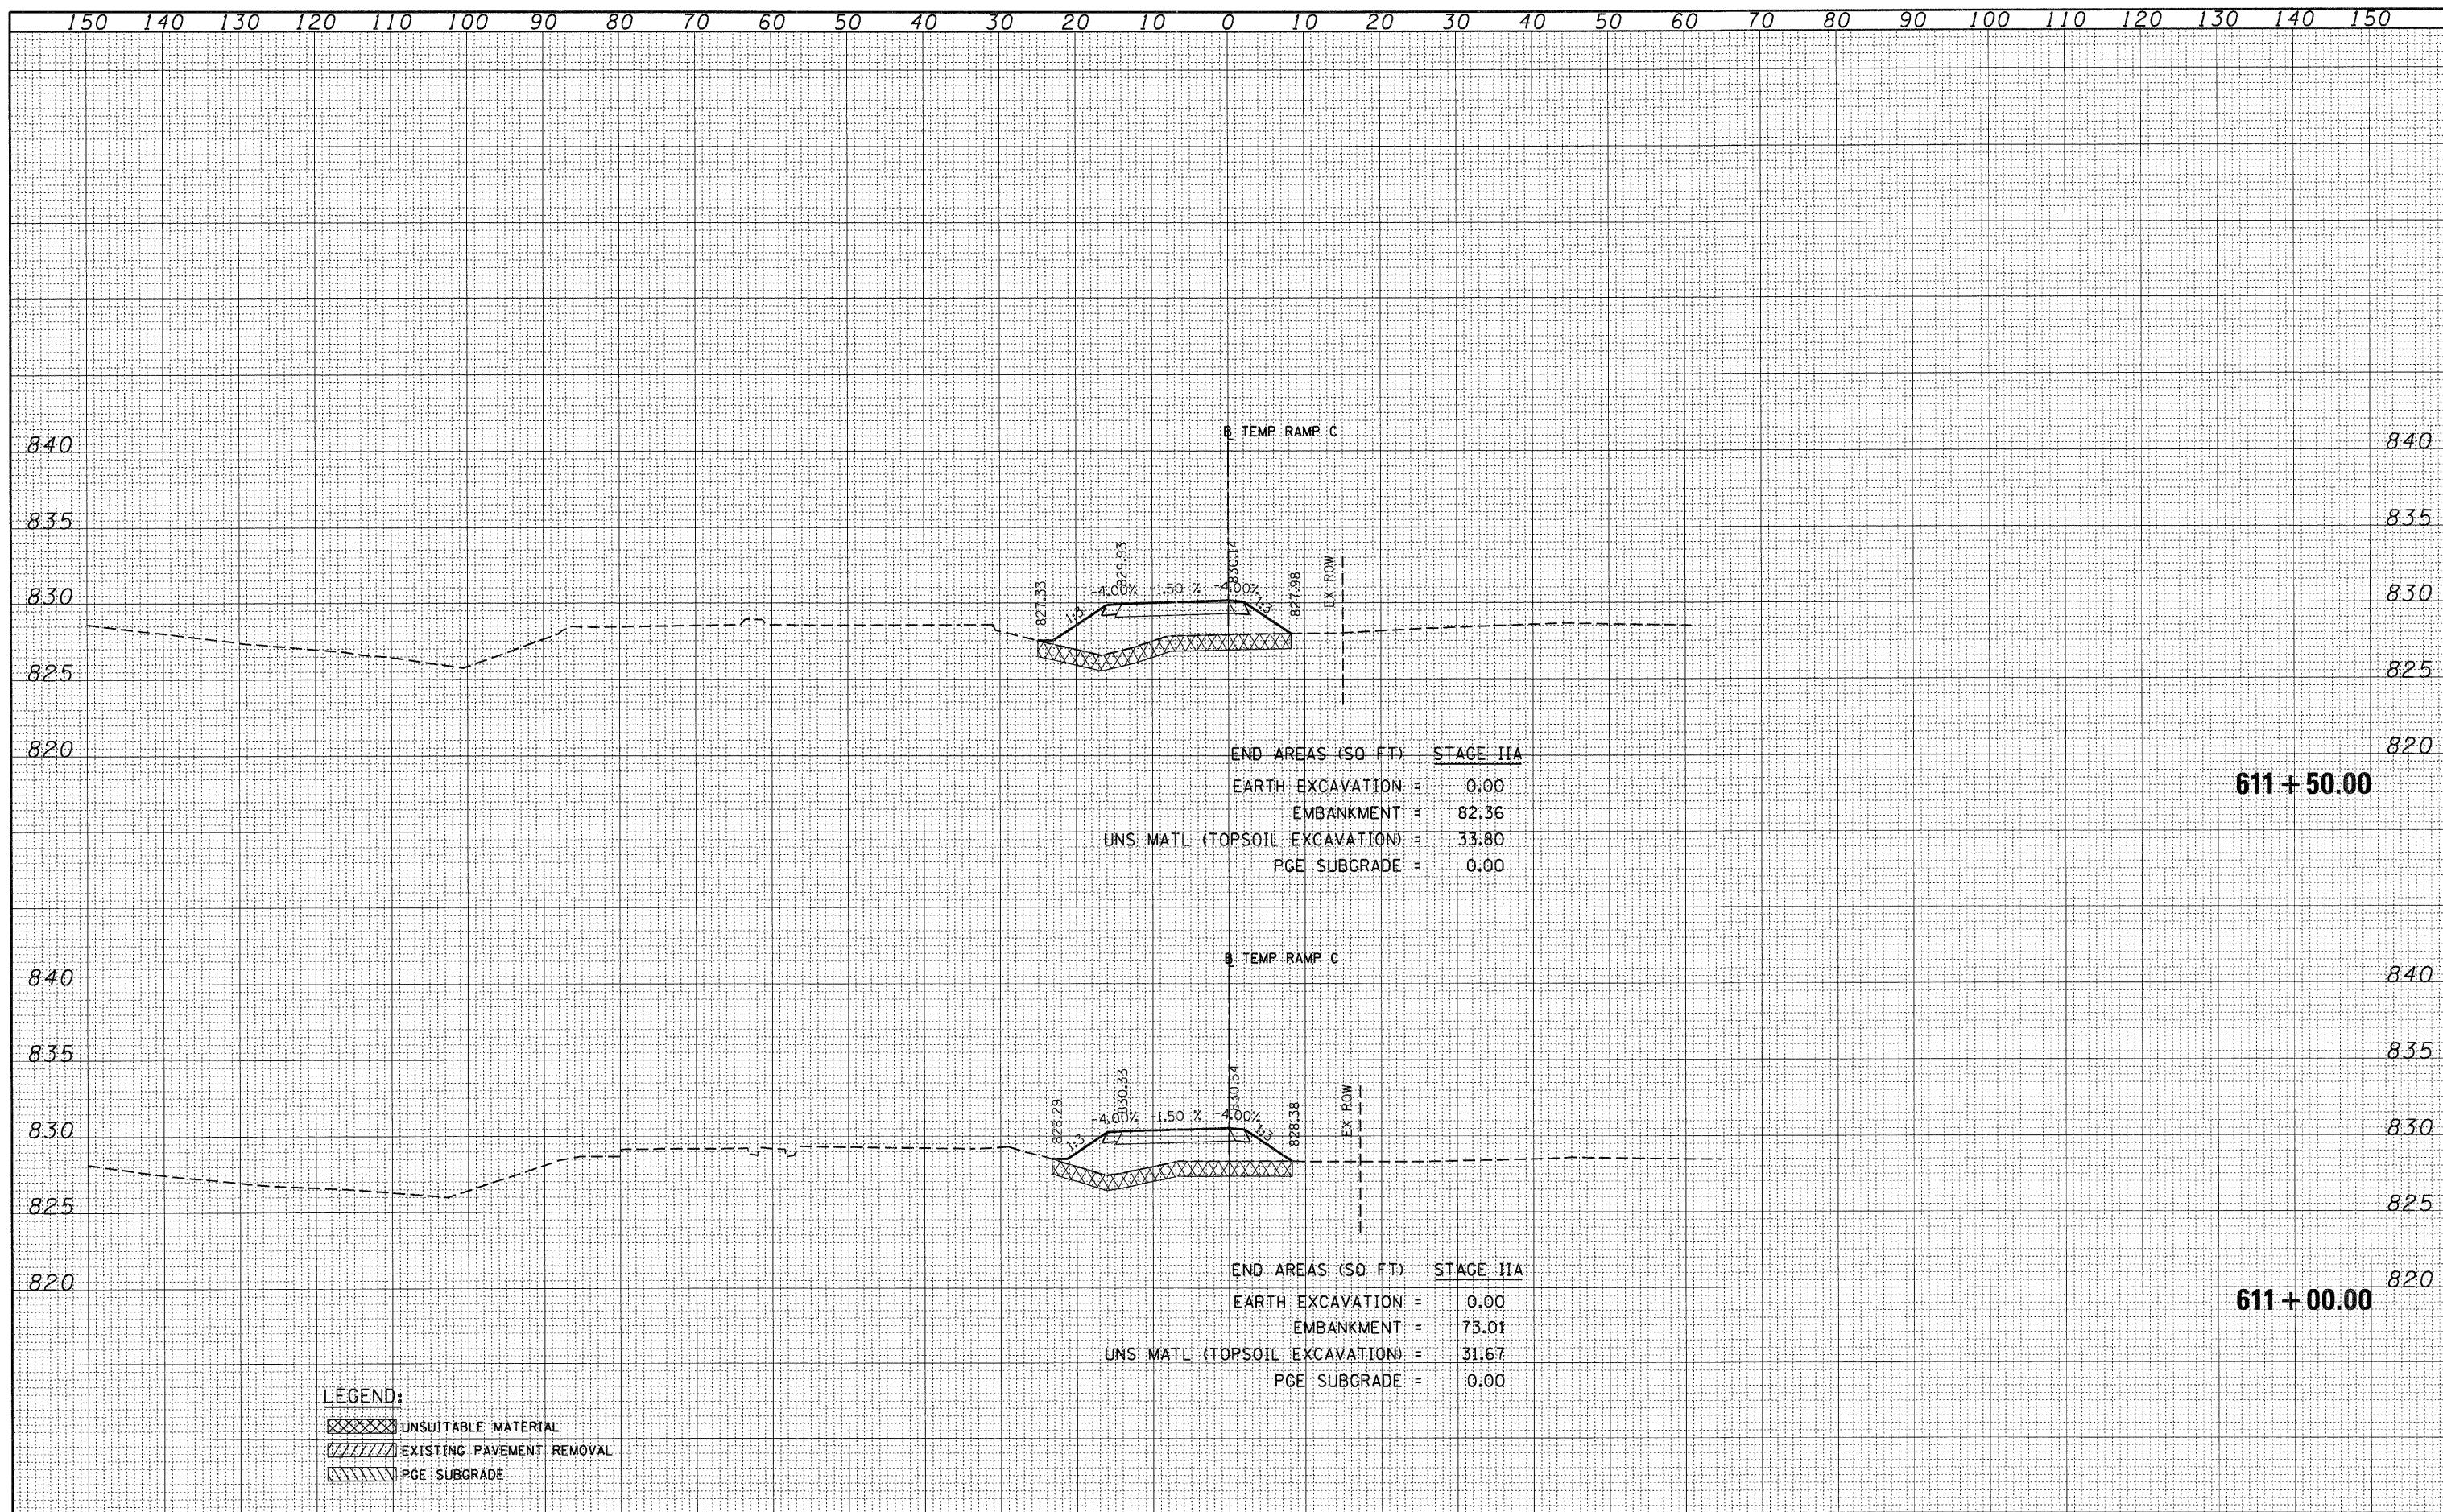 150 140 130 120 110 100 90 80 70 60 50 40 30 20 10 0 10 20 30 40 50 60 70 80 90 100 110 120 130 140 150
℄ TEMP RAMP C
840 840
835 835
827.33 829.93 830.14 827.98 EX ROW
1:3 -4.00% -1.50 % -4.00% 1:3
830 830
825 825
820 820
END AREAS (SQ FT) STAGE IIA
EARTH EXCAVATION = 0.00
EMBANKMENT = 82.36
UNS MATL (TOPSOIL EXCAVATION) = 33.80
PGE SUBGRADE = 0.00
611+50.00
℄ TEMP RAMP C
840 840
835 835
828.29 830.33 830.54 828.38 EX ROW
1:3 -4.00% -1.50 % -4.00% 1:3
830 830
825 825
820 820
END AREAS (SQ FT) STAGE IIA
EARTH EXCAVATION = 0.00
EMBANKMENT = 73.01
UNS MATL (TOPSOIL EXCAVATION) = 31.67
PGE SUBGRADE = 0.00
611+00.00
LEGEND:
UNSUITABLE MATERIAL
EXISTING PAVEMENT REMOVAL
PGE SUBGRADE